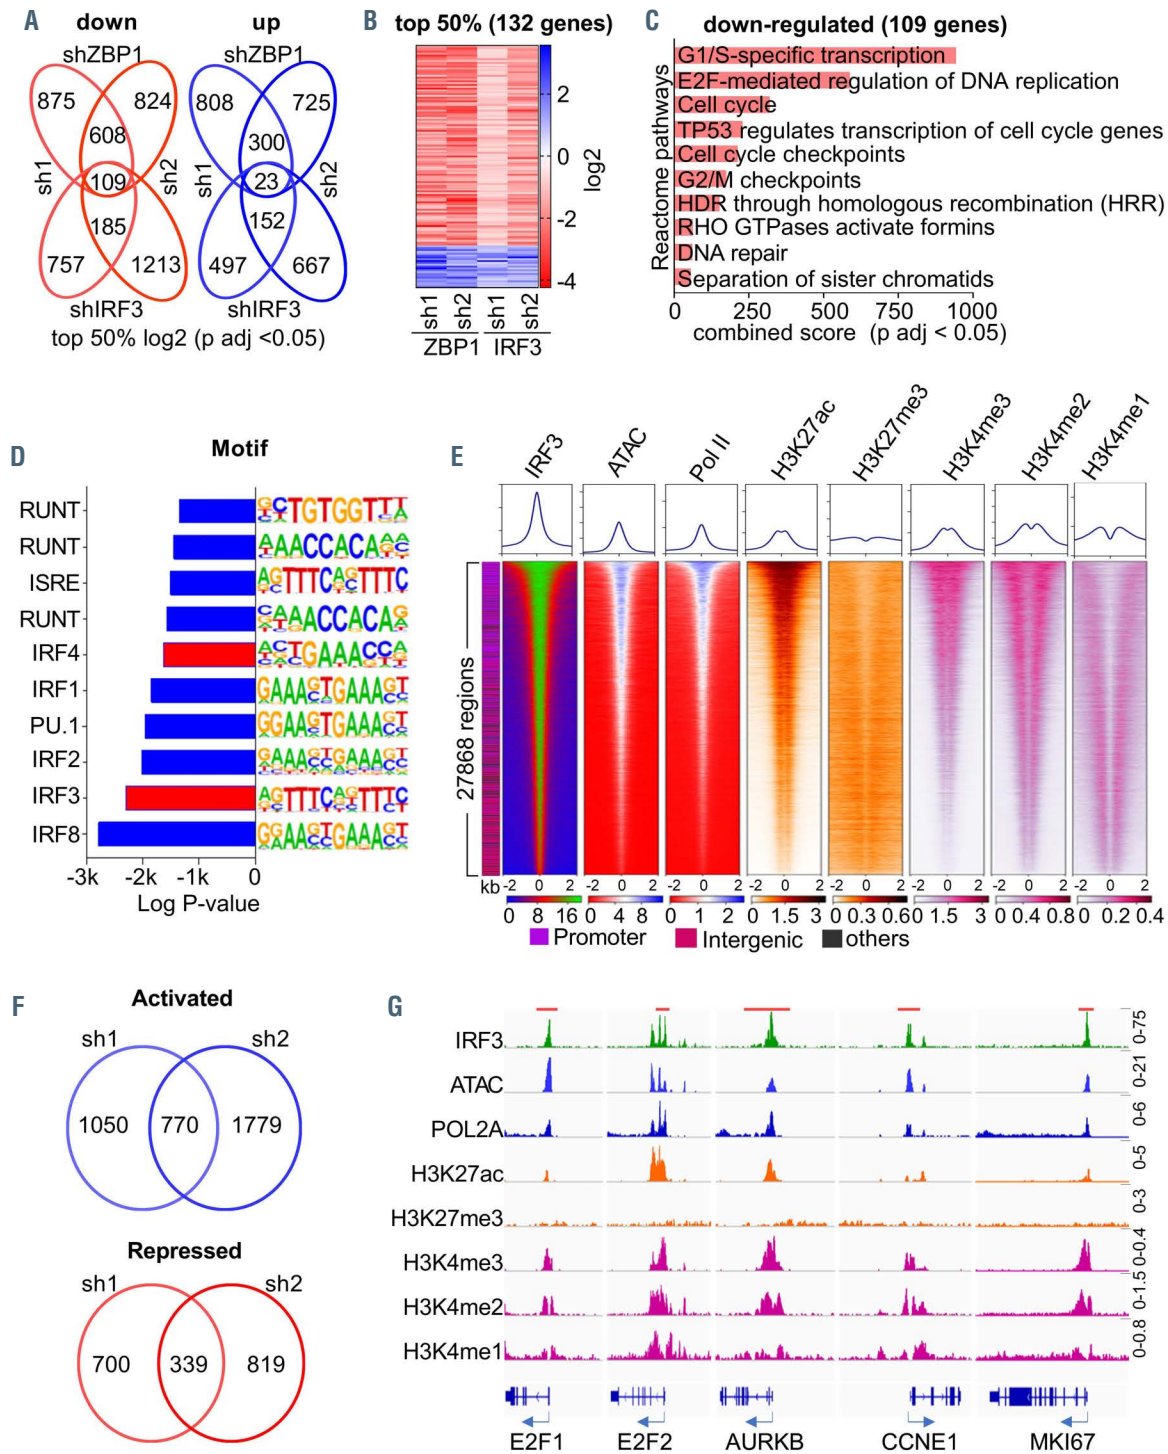 A
down
up
shZBP1
shZBP1
875
824
808
725
608
300
sh1
109
sh2
sh1
23
sh2
185
152
757
1213
497
667
shIRF3
shIRF3
top 50% log2 (p adj <0.05)
B
top 50% (132 genes)
2
0
-2
-4
log2
sh1
sh2
sh1
sh2
ZBP1
IRF3
C
down-regulated (109 genes)
Reactome pathways
G1/S-specific transcription
E2F-mediated regulation of DNA replication
Cell cycle
TP53 regulates transcription of cell cycle genes
Cell cycle checkpoints
G2/M checkpoints
HDR through homologous recombination (HRR)
RHO GTPases activate formins
DNA repair
Separation of sister chromatids
0 250 500 750 1000
combined score (p adj < 0.05)
D
Motif
RUNT
RUNT
ISRE
RUNT
IRF4
IRF1
PU.1
IRF2
IRF3
IRF8
-3k -2k -1k 0
Log P-value
E
IRF3
ATAC
Pol II
H3K27ac
H3K27me3
H3K4me3
H3K4me2
H3K4me1
27868 regions
kb
-2 0 2
-2 0 2
-2 0 2
-2 0 2
-2 0 2
-2 0 2
-2 0 2
-2 0 2
0 8 16
0 4 8
0 1 2
0 1.5 3
0 0.3 0.6
0 1.5 3
0 0.4 0.8
0 0.2 0.4
Promoter
Intergenic
others
F
Activated
sh1
sh2
1050
770
1779
Repressed
sh1
sh2
700
339
819
G
IRF3
0-75
ATAC
0-21
POL2A
0-6
H3K27ac
0-5
H3K27me3
0-3
H3K4me3
0-0.4
H3K4me2
0-1.5
H3K4me1
0-0.8
E2F1
E2F2
AURKB
CCNE1
MKI67